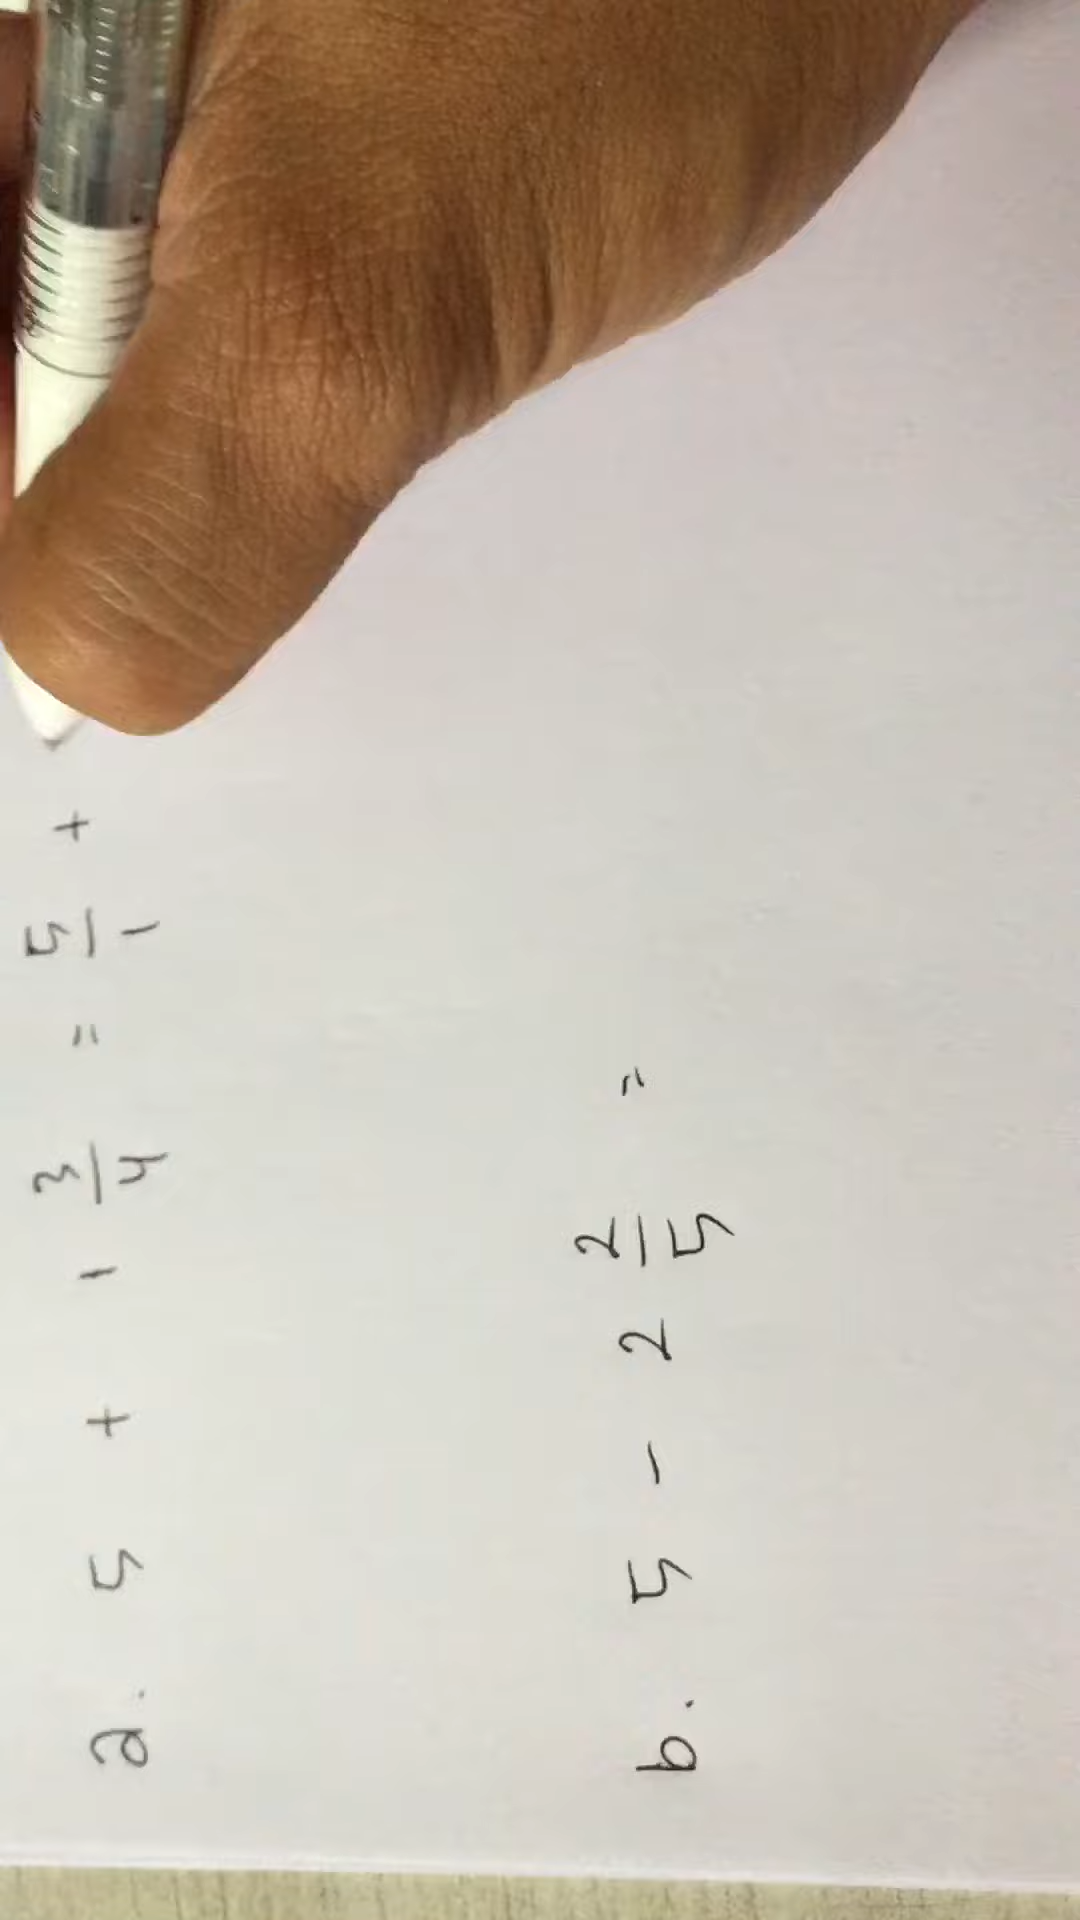 a. 5 + 1 3/4 = 5/1 +
b. 5 - 2 2/5 =